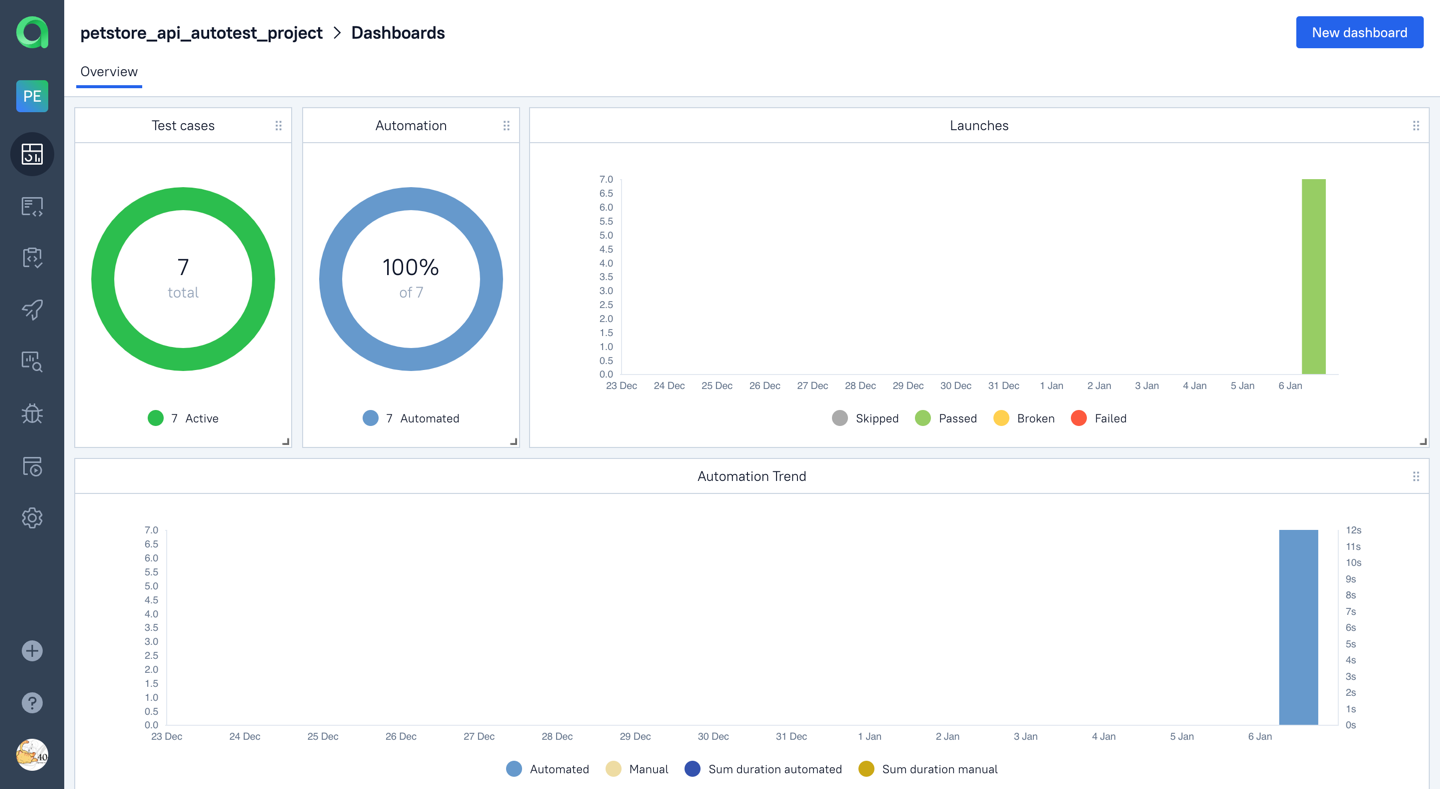 petstore_api_autotest_project > Dashboards
New dashboard
Overview
PE
Test cases
7
total
7 Active
Automation
100%
of 7
7 Automated
Launches
7.0
6.5
6.0
5.5
5.0
4.5
4.0
3.5
3.0
2.5
2.0
1.5
1.0
0.5
0.0
23 Dec 24 Dec 25 Dec 26 Dec 27 Dec 28 Dec 29 Dec 30 Dec 31 Dec 1 Jan 2 Jan 3 Jan 4 Jan 5 Jan 6 Jan
Skipped Passed Broken Failed
Automation Trend
7.0
6.5
6.0
5.5
5.0
4.5
4.0
3.5
3.0
2.5
2.0
1.5
1.0
0.5
0.0
12s
11s
10s
9s
8s
7s
6s
5s
4s
3s
2s
1s
0s
23 Dec 24 Dec 25 Dec 26 Dec 27 Dec 28 Dec 29 Dec 30 Dec 31 Dec 1 Jan 2 Jan 3 Jan 4 Jan 5 Jan 6 Jan
Automated Manual Sum duration automated Sum duration manual
?
AO